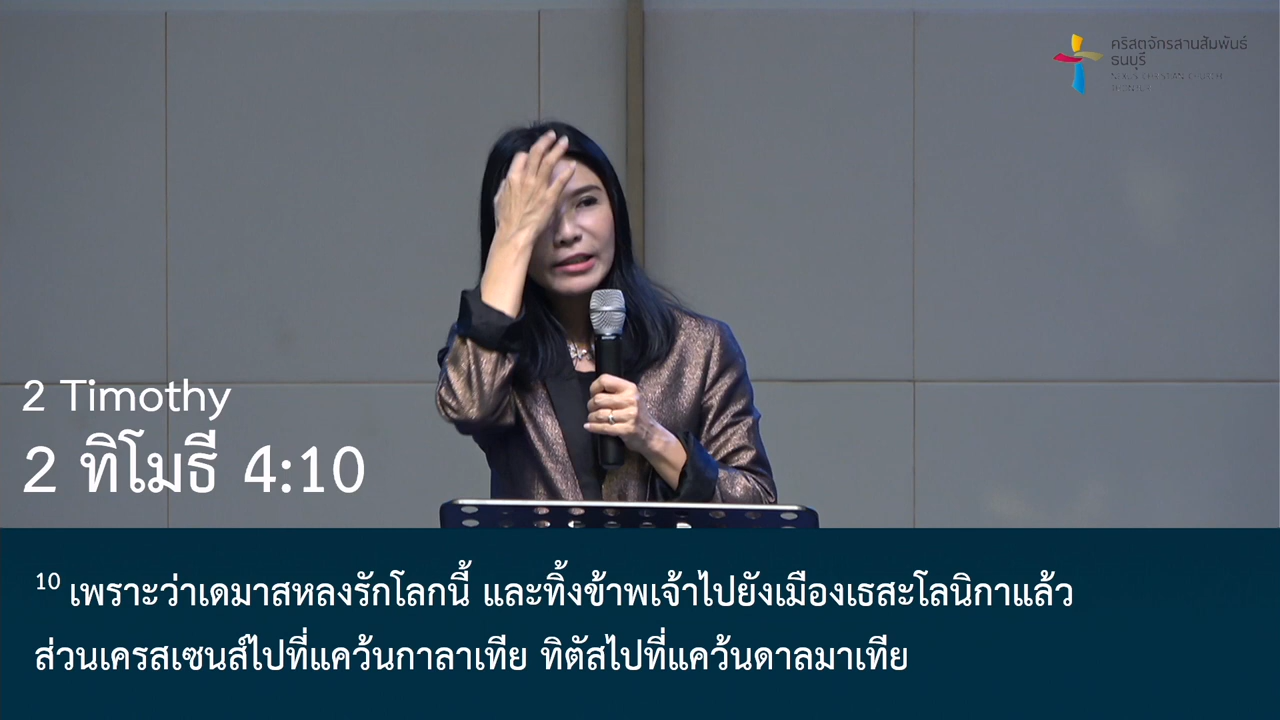 คริสตจักรสานสัมพันธ์
ธนบุรี
NEXUS CHRISTIAN CHURCH
2 Timothy
2 ทิโมธี 4:10
10 เพราะว่าเดมาสหลงรักโลกนี้ และทิ้งข้าพเจ้าไปยังเมืองเธสะโลนิกาแล้ว
ส่วนเครสเซนส์ไปที่แคว้นกาลาเทีย ทิตัสไปที่แคว้นดาลมาเทีย